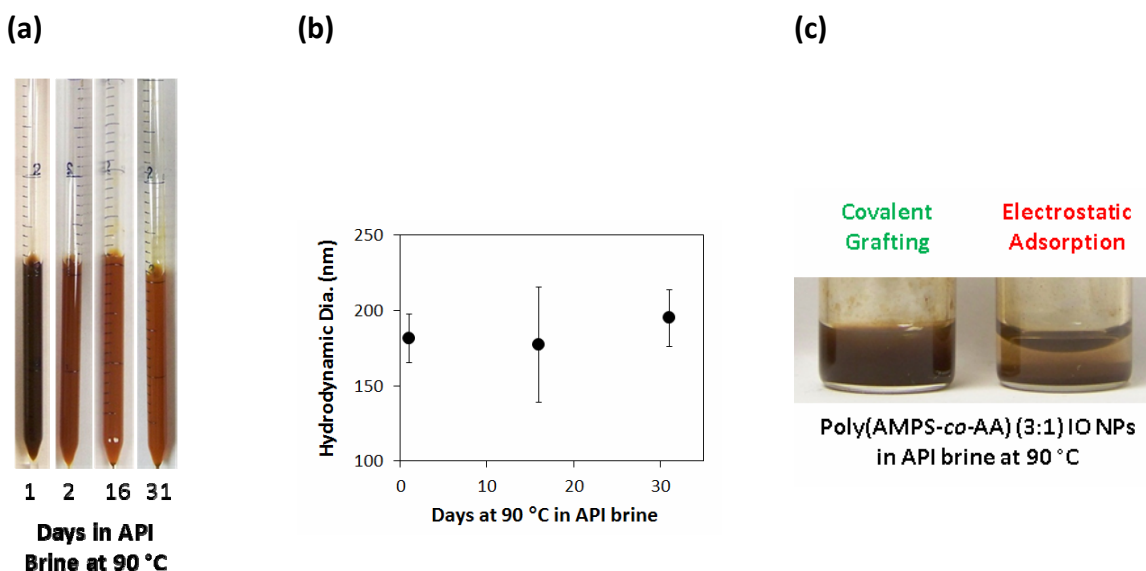 (a)
1 2 16 31
Days in API
Brine at 90 °C
(b)
250
200
150
100
Hydrodynamic Dia. (nm)
0 10 20 30
Days at 90 °C in API brine
(c)
Covalent
Grafting
Electrostatic
Adsorption
Poly(AMPS-co-AA) (3:1) IO NPs
in API brine at 90 °C